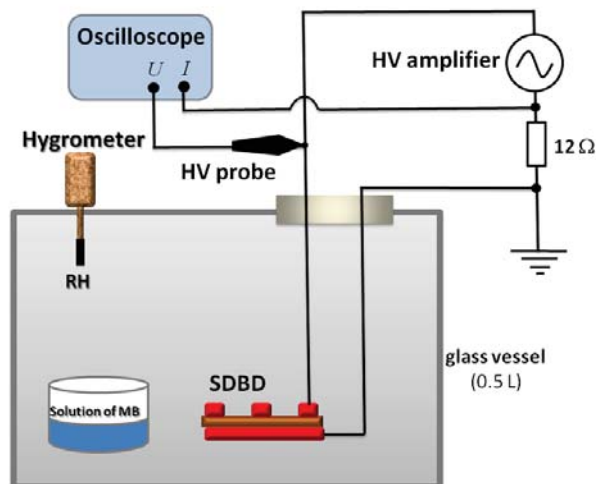 Oscilloscope
U I
HV amplifier
Hygrometer
HV probe
12 Ω
RH
glass vessel
(0.5 L)
SDBD
Solution of MB